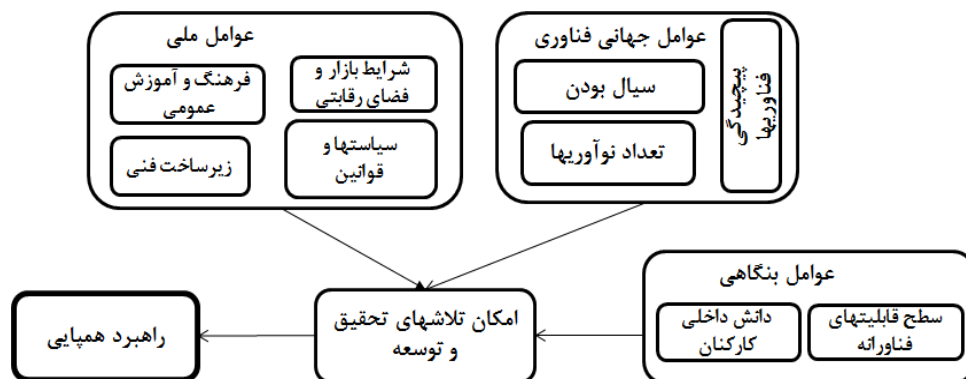 عوامل ملی
شرایط بازار و
فضای رقابتی
فرهنگ و آموزش
عمومی
سیاستها و
قوانین
زیرساخت فنی
عوامل جهانی فناوری
سیال بودن
تعداد نوآوریها
پیچیدگی
فناوریها
عوامل بنگاهی
سطح قابلیتهای
فناورانه
دانش داخلی
کارکنان
امکان تلاشهای تحقیق
و توسعه
راهبرد همپایی